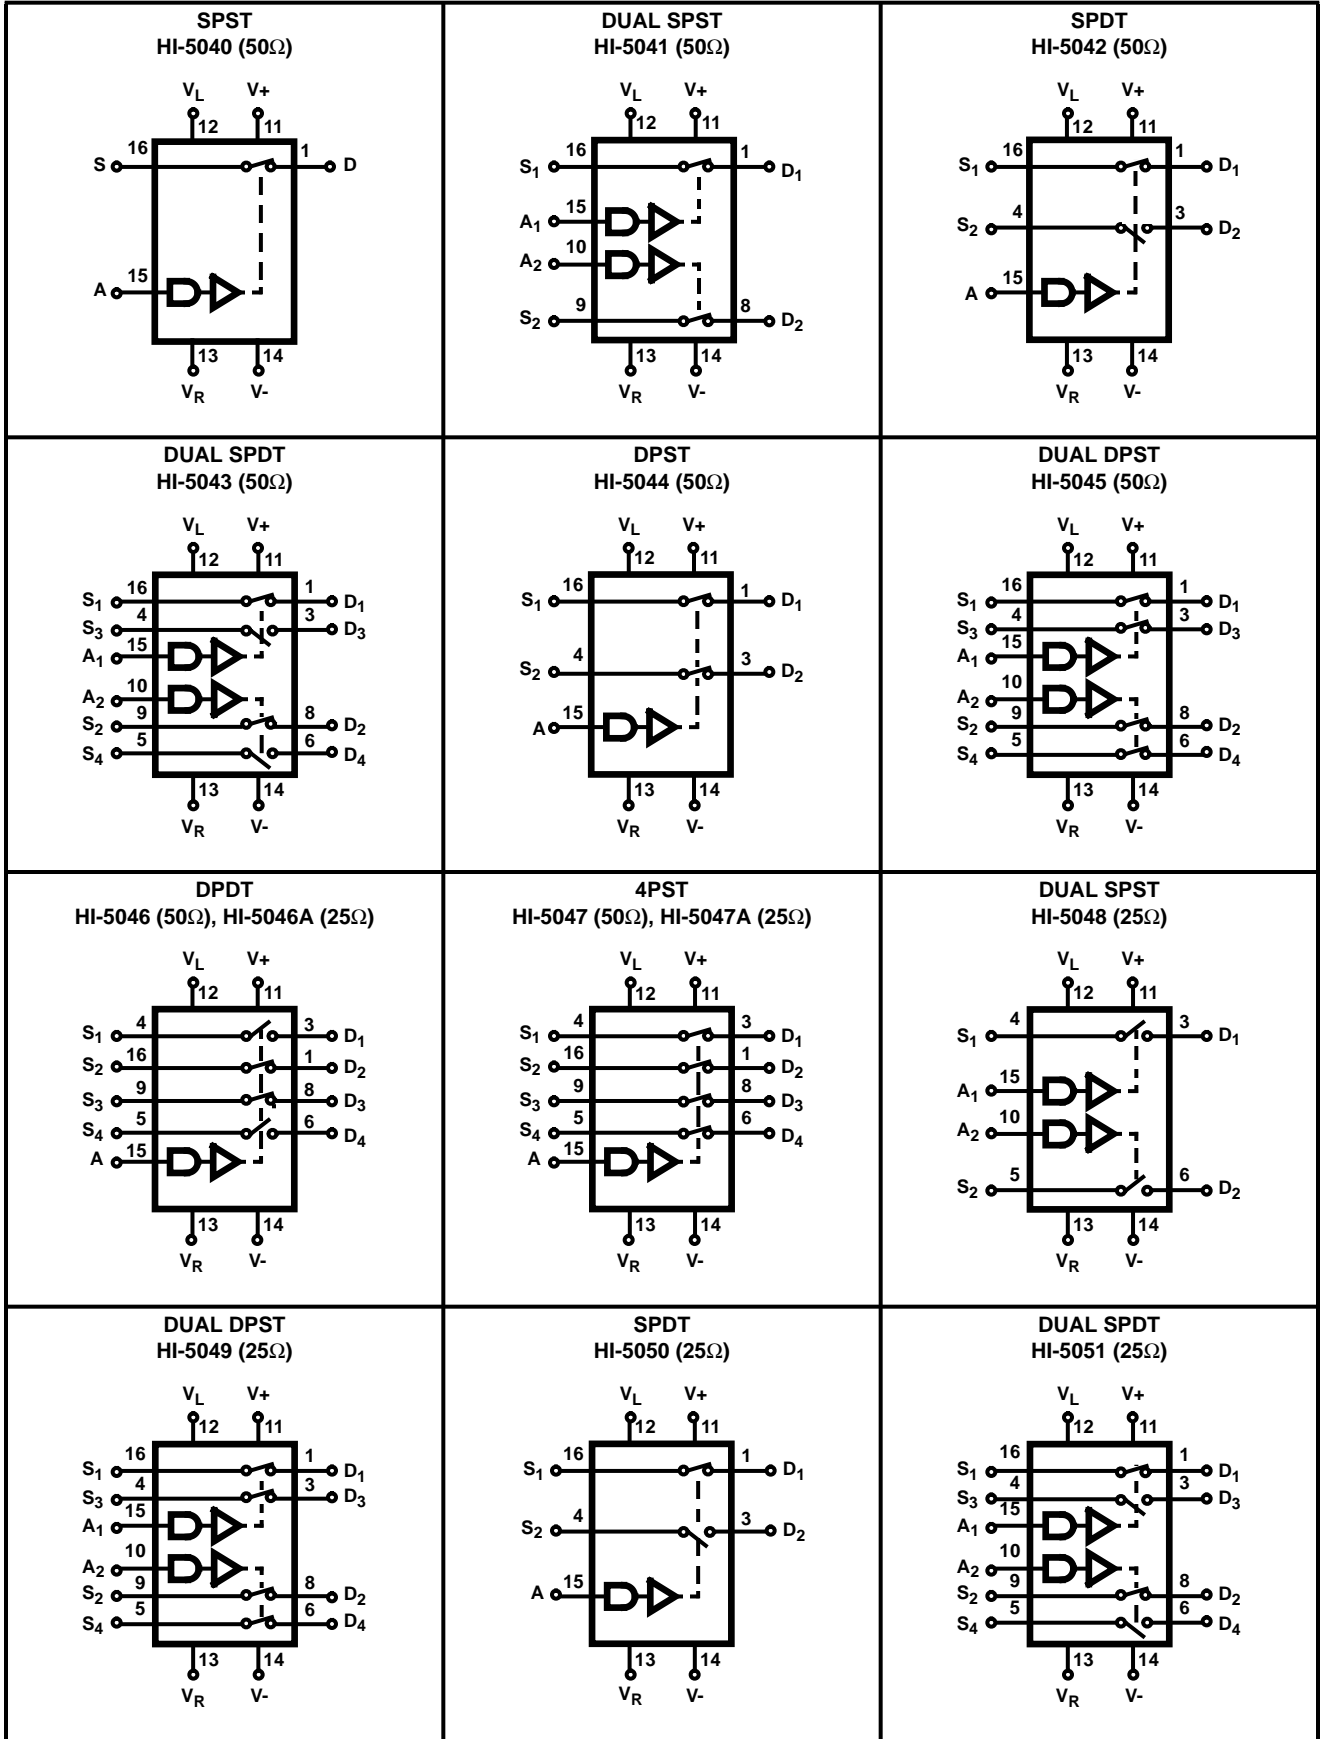 SPST
HI-5040 (50Ω)
VL V+
12 11
16 1
S D
15
A
13 14
VR V-
DUAL SPST
HI-5041 (50Ω)
VL V+
12 11
16 1
S1 D1
15
A1
10
A2
9 8
S2 D2
13 14
VR V-
SPDT
HI-5042 (50Ω)
VL V+
12 11
16 1
S1 D1
4 3
S2 D2
15
A
13 14
VR V-
DUAL SPDT
HI-5043 (50Ω)
VL V+
12 11
16 1
S1 D1
4 3
S3 D3
15
A1
10
A2
9 8
S2 D2
5 6
S4 D4
13 14
VR V-
DPST
HI-5044 (50Ω)
VL V+
12 11
16 1
S1 D1
4 3
S2 D2
15
A
13 14
VR V-
DUAL DPST
HI-5045 (50Ω)
VL V+
12 11
16 1
S1 D1
4 3
S3 D3
15
A1
10
A2
9 8
S2 D2
5 6
S4 D4
13 14
VR V-
DPDT
HI-5046 (50Ω), HI-5046A (25Ω)
VL V+
12 11
4 3
S1 D1
16 1
S2 D2
9 8
S3 D3
5 6
S4 D4
15
A
13 14
VR V-
4PST
HI-5047 (50Ω), HI-5047A (25Ω)
VL V+
12 11
4 3
S1 D1
16 1
S2 D2
9 8
S3 D3
5 6
S4 D4
15
A
13 14
VR V-
DUAL SPST
HI-5048 (25Ω)
VL V+
12 11
4 3
S1 D1
15
A1
10
A2
5 6
S2 D2
13 14
VR V-
DUAL DPST
HI-5049 (25Ω)
VL V+
12 11
16 1
S1 D1
4 3
S3 D3
15
A1
10
A2
9 8
S2 D2
5 6
S4 D4
13 14
VR V-
SPDT
HI-5050 (25Ω)
VL V+
12 11
16 1
S1 D1
4 3
S2 D2
15
A
13 14
VR V-
DUAL SPDT
HI-5051 (25Ω)
VL V+
12 11
16 1
S1 D1
4 3
S3 D3
15
A1
10
A2
9 8
S2 D2
5 6
S4 D4
13 14
VR V-